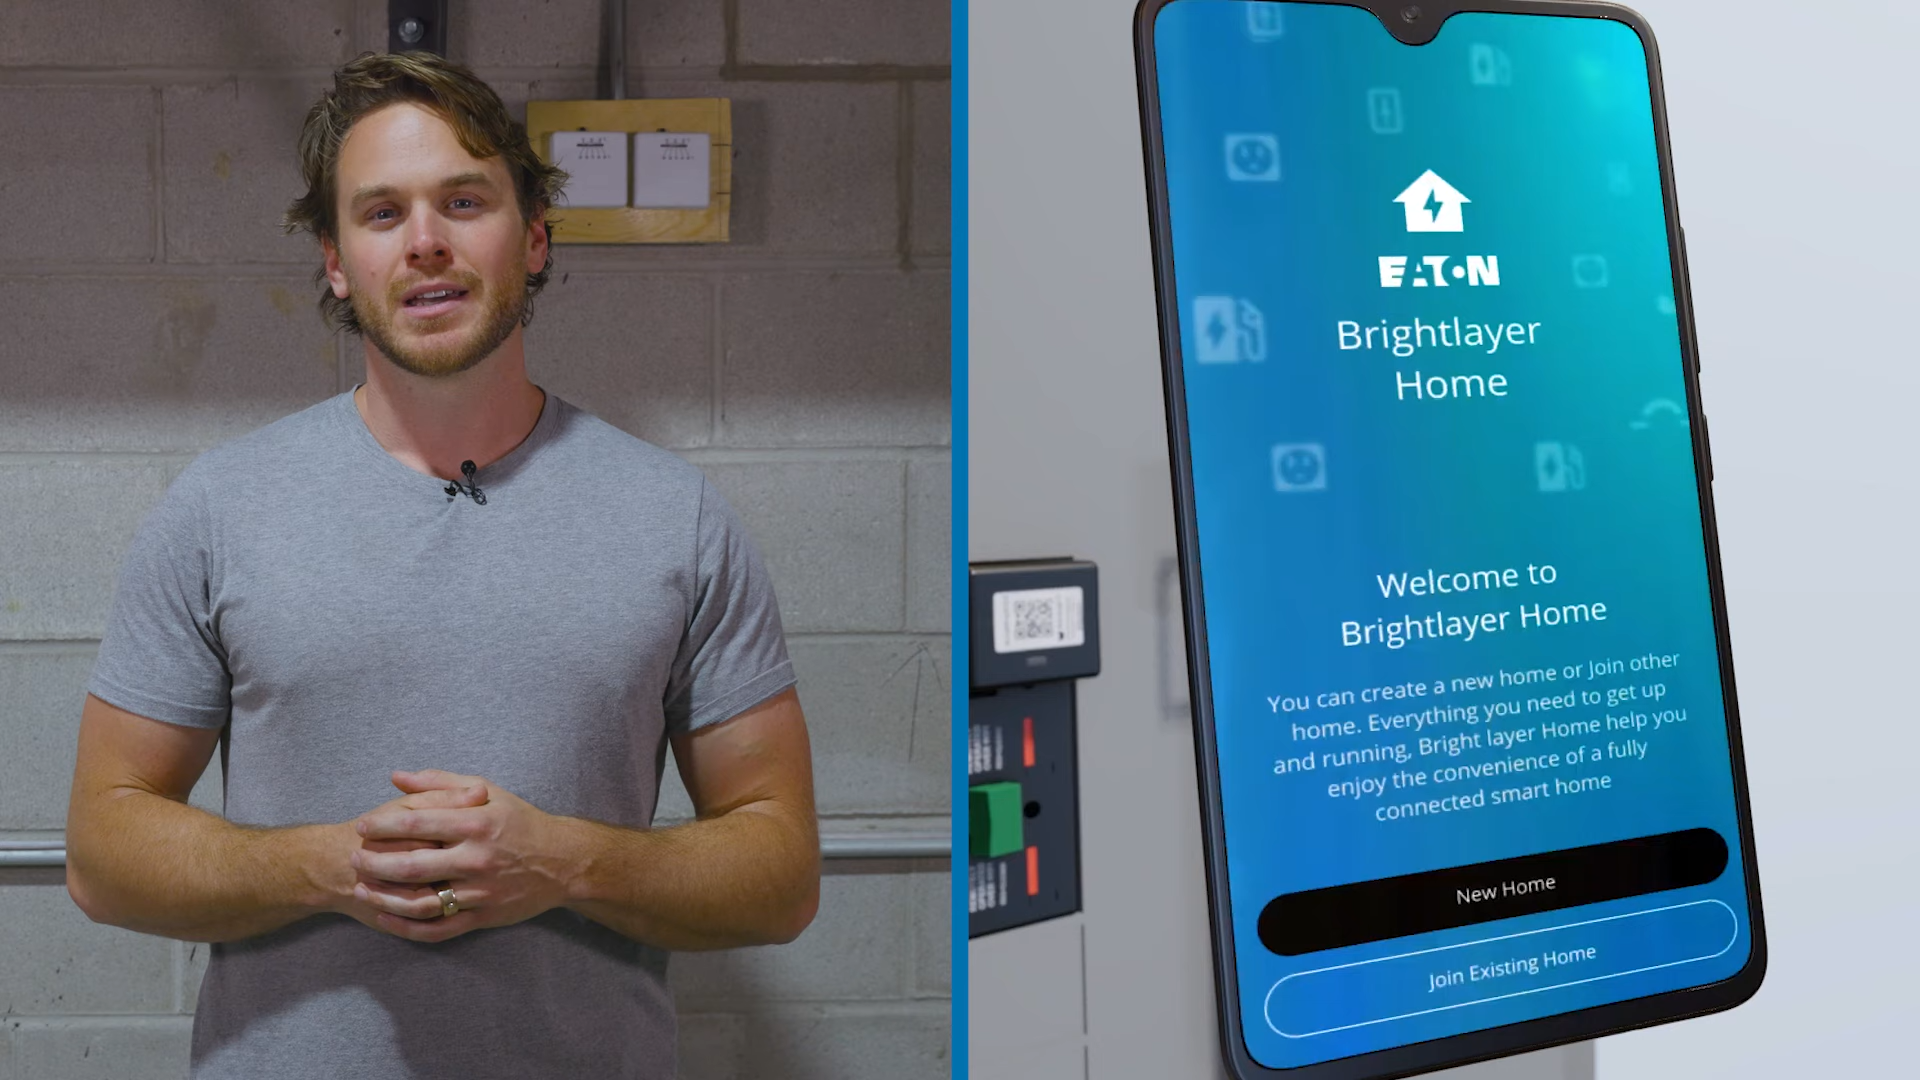 EATON
Brightlayer
Home
Welcome to
Brightlayer Home
You can create a new home or Join other
home. Everything you need to get up
and running, Bright layer Home help you
enjoy the convenience of a fully
connected smart home
New Home
Join Existing Home